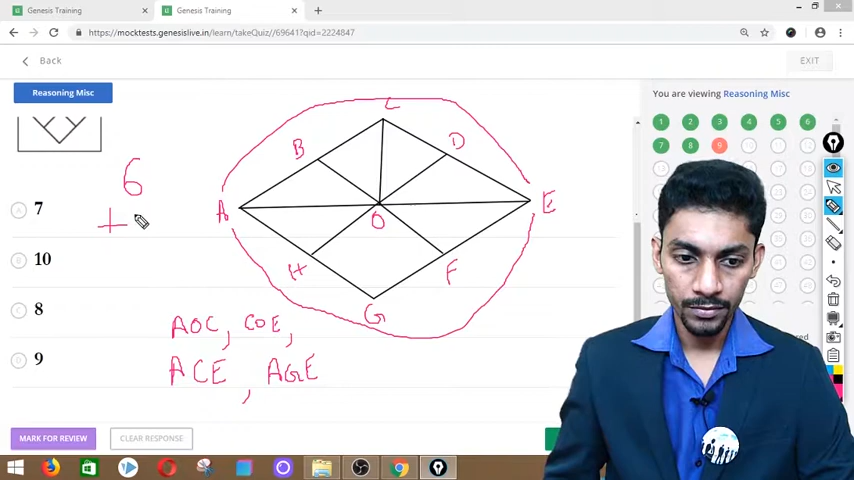 Genesis Training
Genesis Training
https://mocktests.genesislive.in/learn/takeQuiz//69641?qid=2224847
Back
EXIT
Reasoning Misc
You are viewing Reasoning Misc
1 2 3 4 5 6
7 8 9
6
+
A 7
B 10
C 8
D 9
C
B
D
A
E
O
H
F
G
AOC, COE,
ACE, AGE
MARK FOR REVIEW
CLEAR RESPONSE